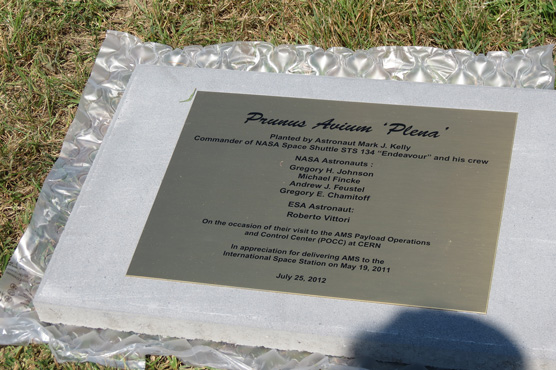 Prunus Avium 'Plena'
Planted by Astronaut Mark J. Kelly
Commander of NASA Space Shuttle STS 134 "Endeavour" and his crew
NASA Astronauts :
Gregory H. Johnson
Michael Fincke
Andrew J. Feustel
Gregory E. Chamitoff
ESA Astronaut:
Roberto Vittori
On the occasion of their visit to the AMS Payload Operations
and Control Center (POCC) at CERN
In appreciation for delivering AMS to the
International Space Station on May 19, 2011
July 25, 2012